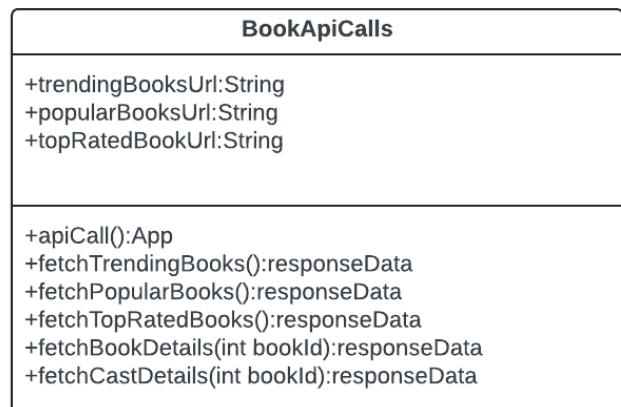 BookApiCalls
+trendingBooksUrl:String
+popularBooksUrl:String
+topRatedBookUrl:String
+apiCall():App
+fetchTrendingBooks():responseData
+fetchPopularBooks():responseData
+fetchTopRatedBooks():responseData
+fetchBookDetails(int bookId):responseData
+fetchCastDetails(int bookId):responseData